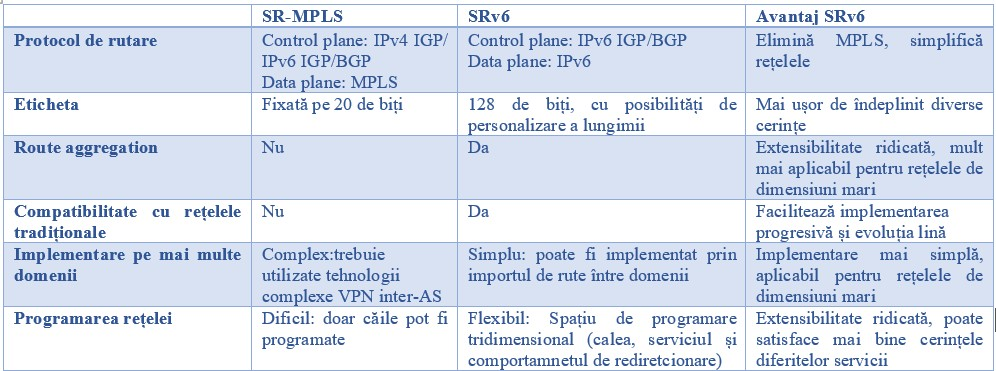 SR-MPLS SRv6 Avantaj SRv6
Protocol de rutare Control plane: IPv4 IGP/ Control plane: IPv6 IGP/BGP Elimină MPLS, simplifică
IPv6 IGP/BGP Data plane: IPv6 rețelele
Data plane: MPLS
Eticheta Fixată pe 20 de biți 128 de biți, cu posibilități de Mai ușor de îndeplinit diverse
personalizare a lungimii cerințe
Route aggregation Nu Da Extensibilitate ridicată, mult
mai aplicabil pentru rețelele de
dimensiuni mari
Compatibilitate cu rețelele Nu Da Facilitează implementarea
tradiționale progresivă și evoluția lină
Implementare pe mai multe Complex:trebuie Simplu: poate fi implementat prin Implementare mai simplă,
domenii utilizate tehnologii importul de rute între domenii aplicabil pentru rețelele de
complexe VPN inter-AS dimensiuni mari
Programarea rețelei Dificil: doar căile pot fi Flexibil: Spațiu de programare Extensibilitate ridicată, poate
programate tridimensional (calea, serviciul și satisface mai bine cerințele
comportamnetul de rediretcionare) diferitelor servicii